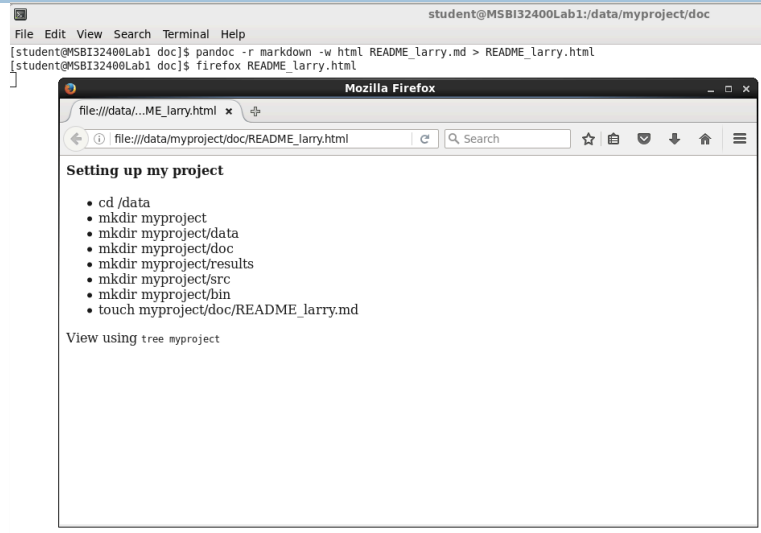 student@MSBI32400Lab1:/data/myproject/doc
File Edit View Search Terminal Help
[student@MSBI32400Lab1 doc]$ pandoc -r markdown -w html README_larry.md > README_larry.html
[student@MSBI32400Lab1 doc]$ firefox README_larry.html
Mozilla Firefox
file:///data/...ME_larry.html
file:///data/myproject/doc/README_larry.html
Search
Setting up my project
• cd /data
• mkdir myproject
• mkdir myproject/data
• mkdir myproject/doc
• mkdir myproject/results
• mkdir myproject/src
• mkdir myproject/bin
• touch myproject/doc/README_larry.md
View using tree myproject